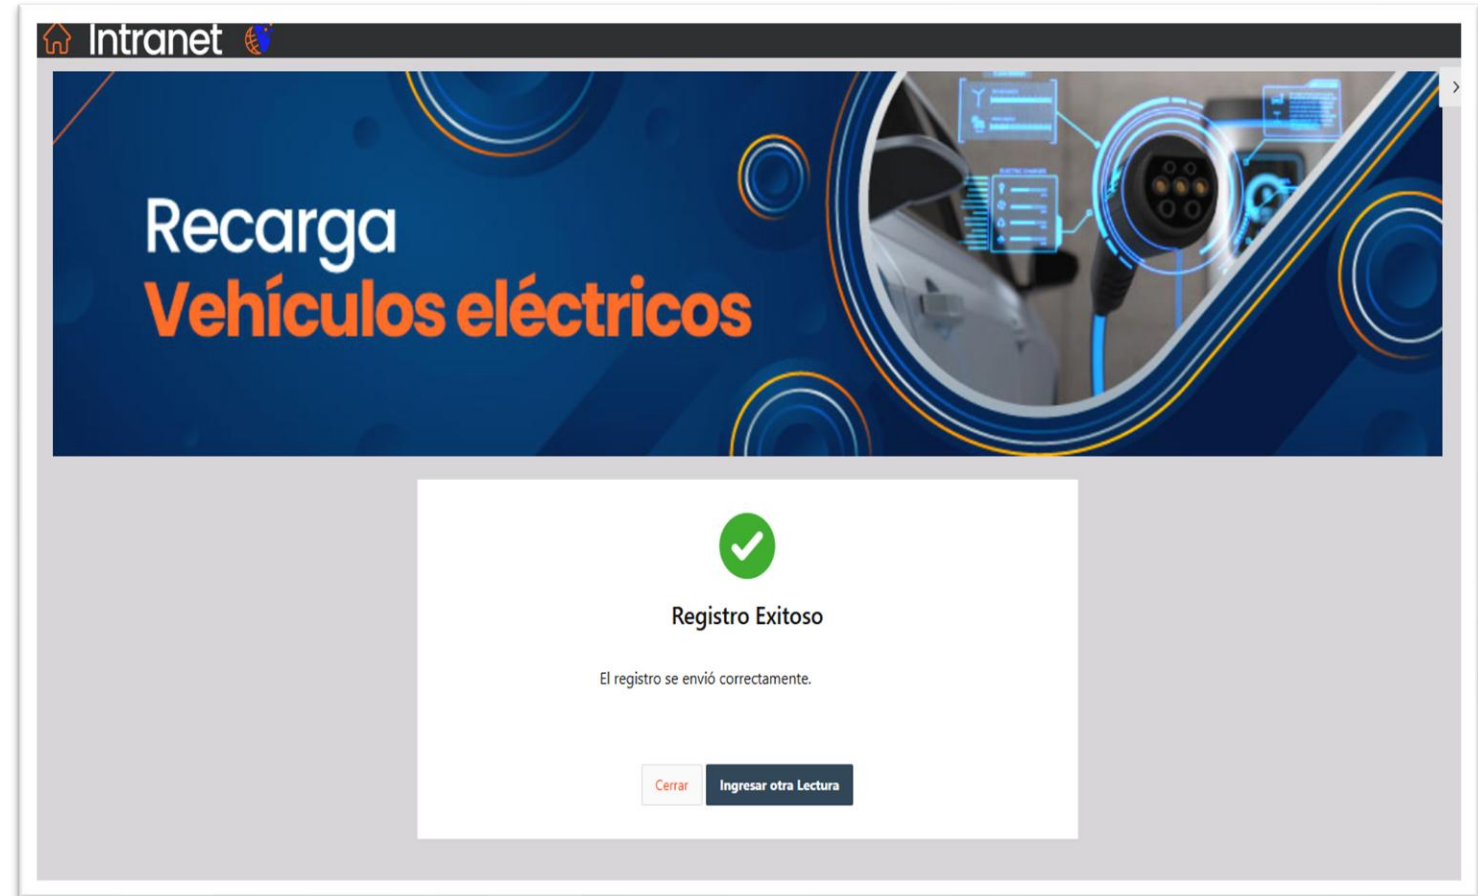 Intranet
Recarga
Vehículos eléctricos
Registro Exitoso
El registro se envió correctamente.
Cerrar
Ingresar otra Lectura